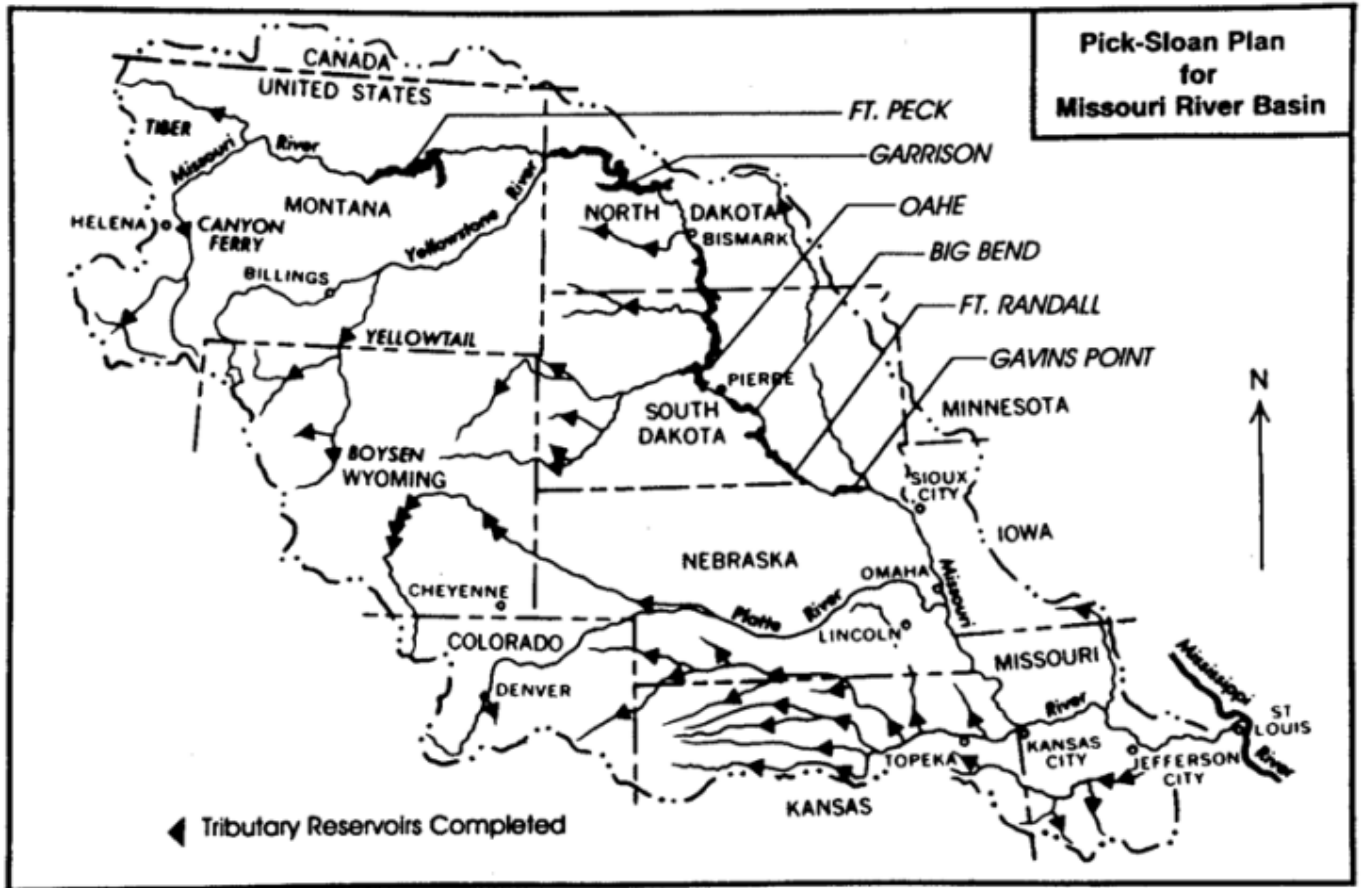 Pick-Sloan Plan
for
Missouri River Basin
CANADA
UNITED STATES
TIBER
Missouri
River
FT. PECK
GARRISON
MONTANA
HELENA
CANYON
FERRY
Yellowstone
River
NORTH
DAKOTA
BISMARK
OAHE
BILLINGS
BIG BEND
YELLOWTAIL
FT. RANDALL
PIERRE
GAVINS POINT
SOUTH
DAKOTA
MINNESOTA
N
BOYSEN
WYOMING
SIOUX
CITY
IOWA
NEBRASKA
OMAHA
Missouri
CHEYENNE
Platte
River
LINCOLN
COLORADO
MISSOURI
Mississippi
River
DENVER
River
ST
LOUIS
KANSAS
CITY
TOPEKA
JEFFERSON
CITY
KANSAS
Tributary Reservoirs Completed